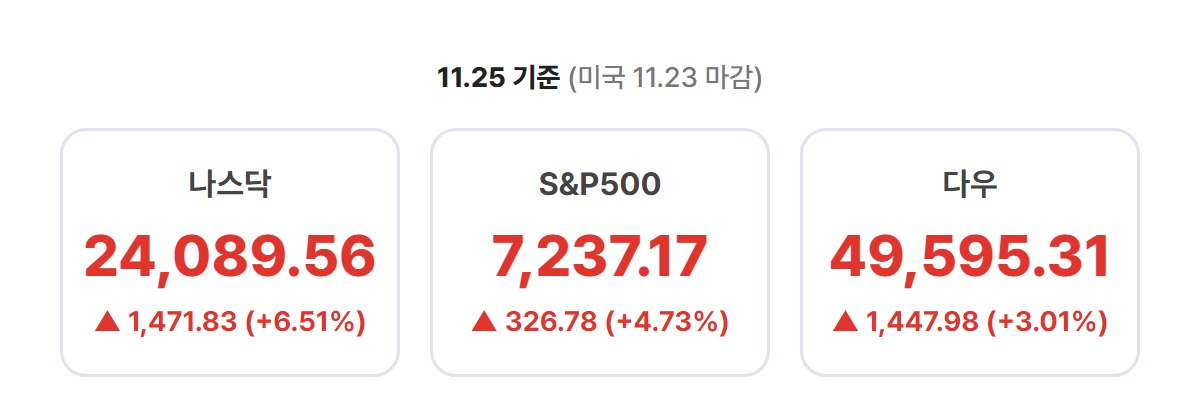 11.25 기준 (미국 11.23 마감)
나스닥
24,089.56
▲ 1,471.83 (+6.51%)
S&P500
7,237.17
▲ 326.78 (+4.73%)
다우
49,595.31
▲ 1,447.98 (+3.01%)